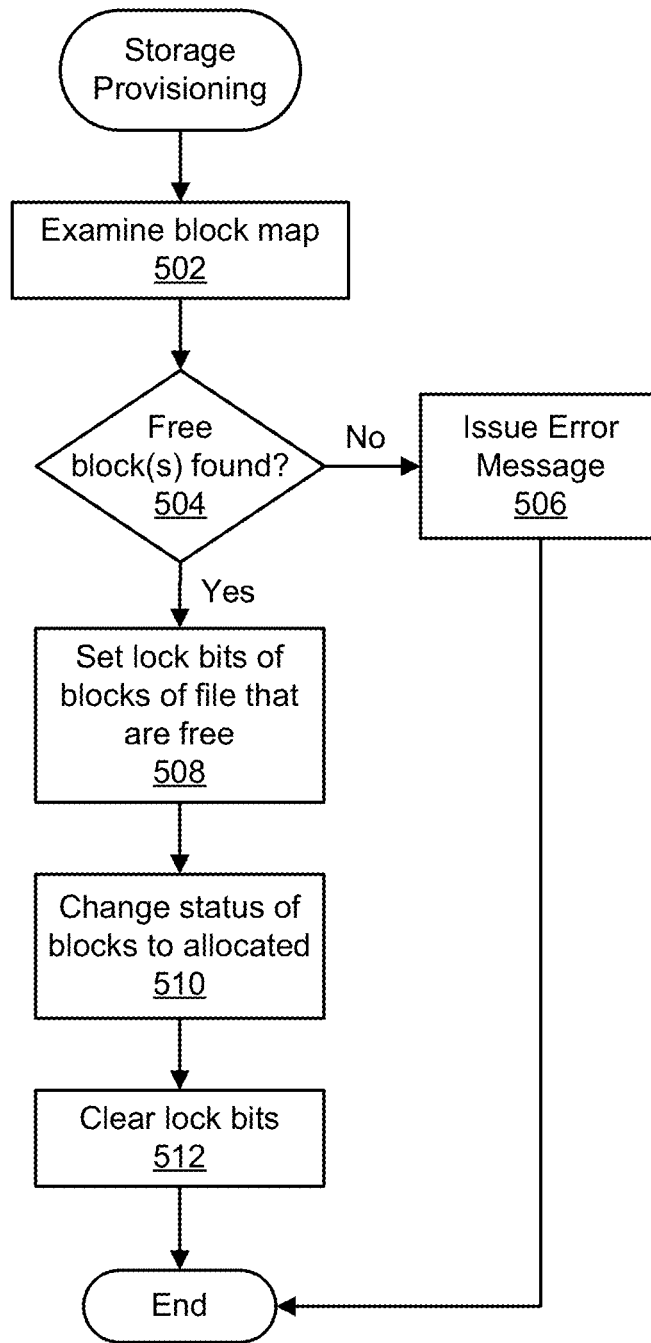 Storage
Provisioning
Examine block map
502
Free
block(s) found?
504
No
Issue Error
Message
506
Yes
Set lock bits of
blocks of file that
are free
508
Change status of
blocks to allocated
510
Clear lock bits
512
End